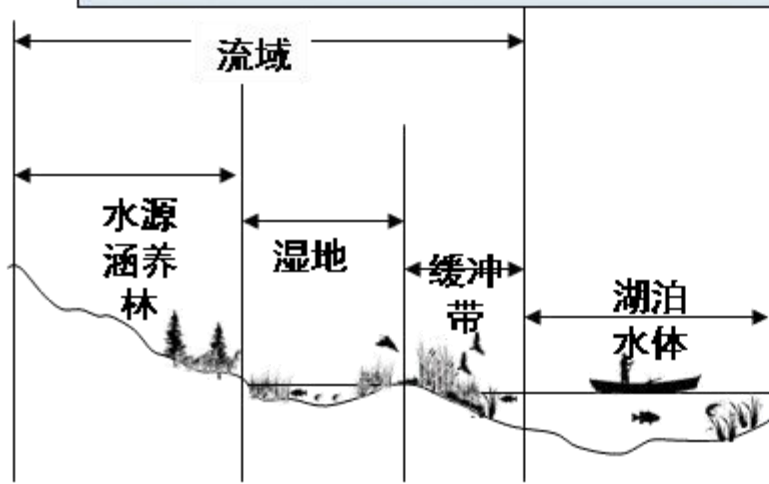 流域
水源
涵养
林
湿地
缓冲
带
湖泊
水体